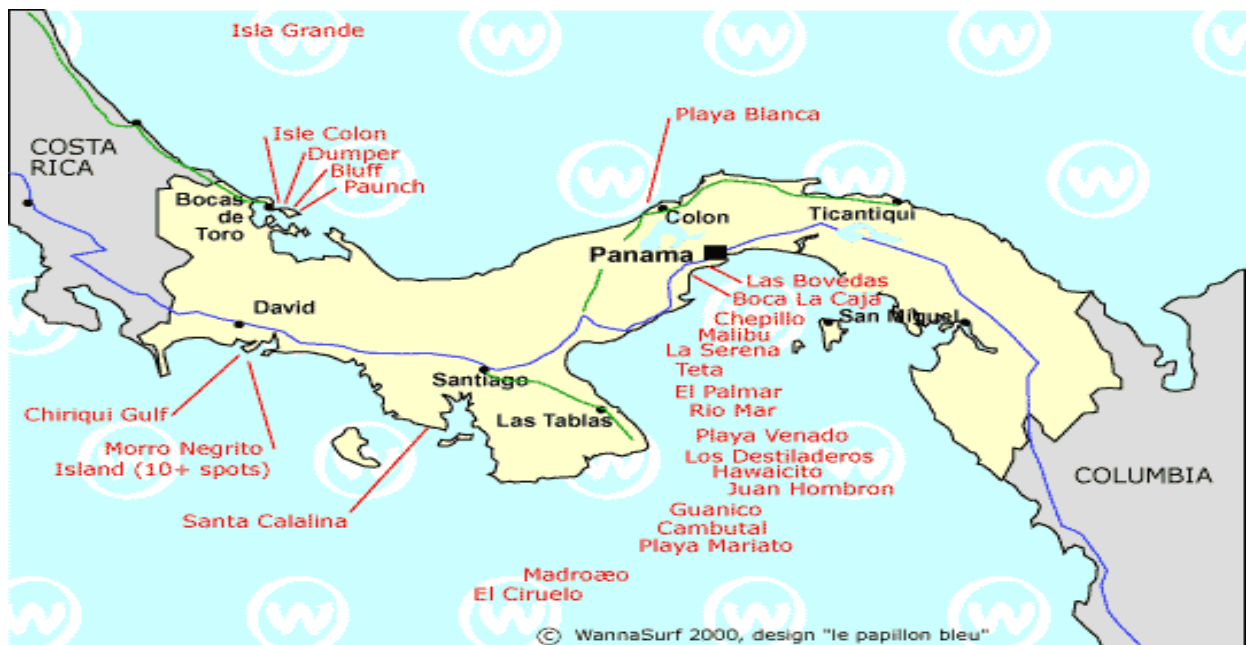 Isla Grande
Playa Blanca
COSTA
RICA
Isle Colon
Dumper
Bluff
Paunch
Bocas
de
Toro
Colon
Ticantiqui
Panama
Las Bovedas
Boca La Caja
David
Chepillo
San Miguel
Malibu
La Serena
Santiago
Teta
El Palmar
Rio Mar
Chiriqui Gulf
Las Tablas
Morro Negrito
Island (10+ spots)
Playa Venado
Los Destiladeros
Hawaicito
Juan Hombron
COLUMBIA
Santa Calalina
Guanico
Cambutal
Playa Mariato
Madroæo
El Ciruelo
© WannaSurf 2000, design "le papillon bleu"